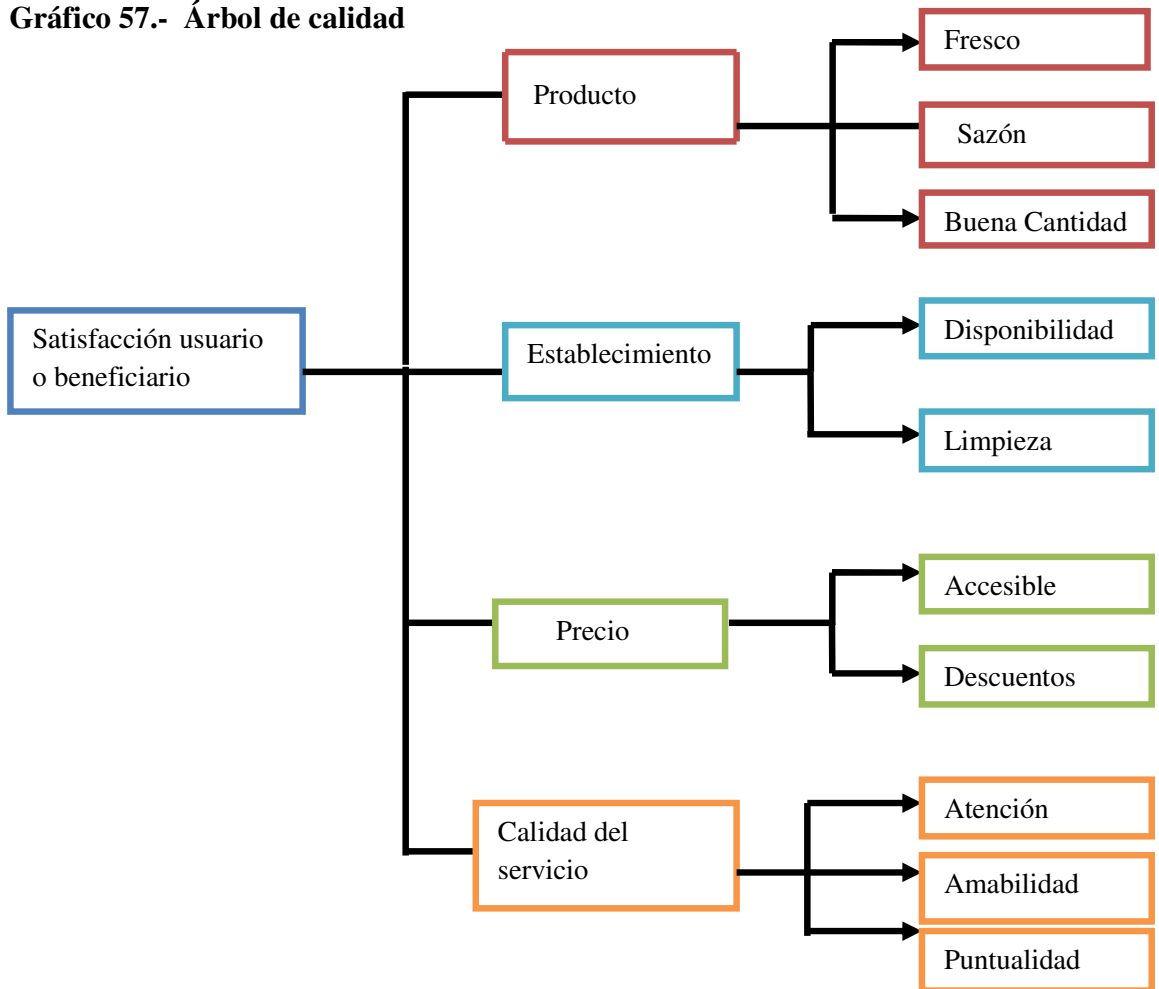 Gráfico 57.- Árbol de calidad
Satisfacción usuario
o beneficiario
Producto
Fresco
Sazón
Buena Cantidad
Establecimiento
Disponibilidad
Limpieza
Precio
Accesible
Descuentos
Calidad del
servicio
Atención
Amabilidad
Puntualidad